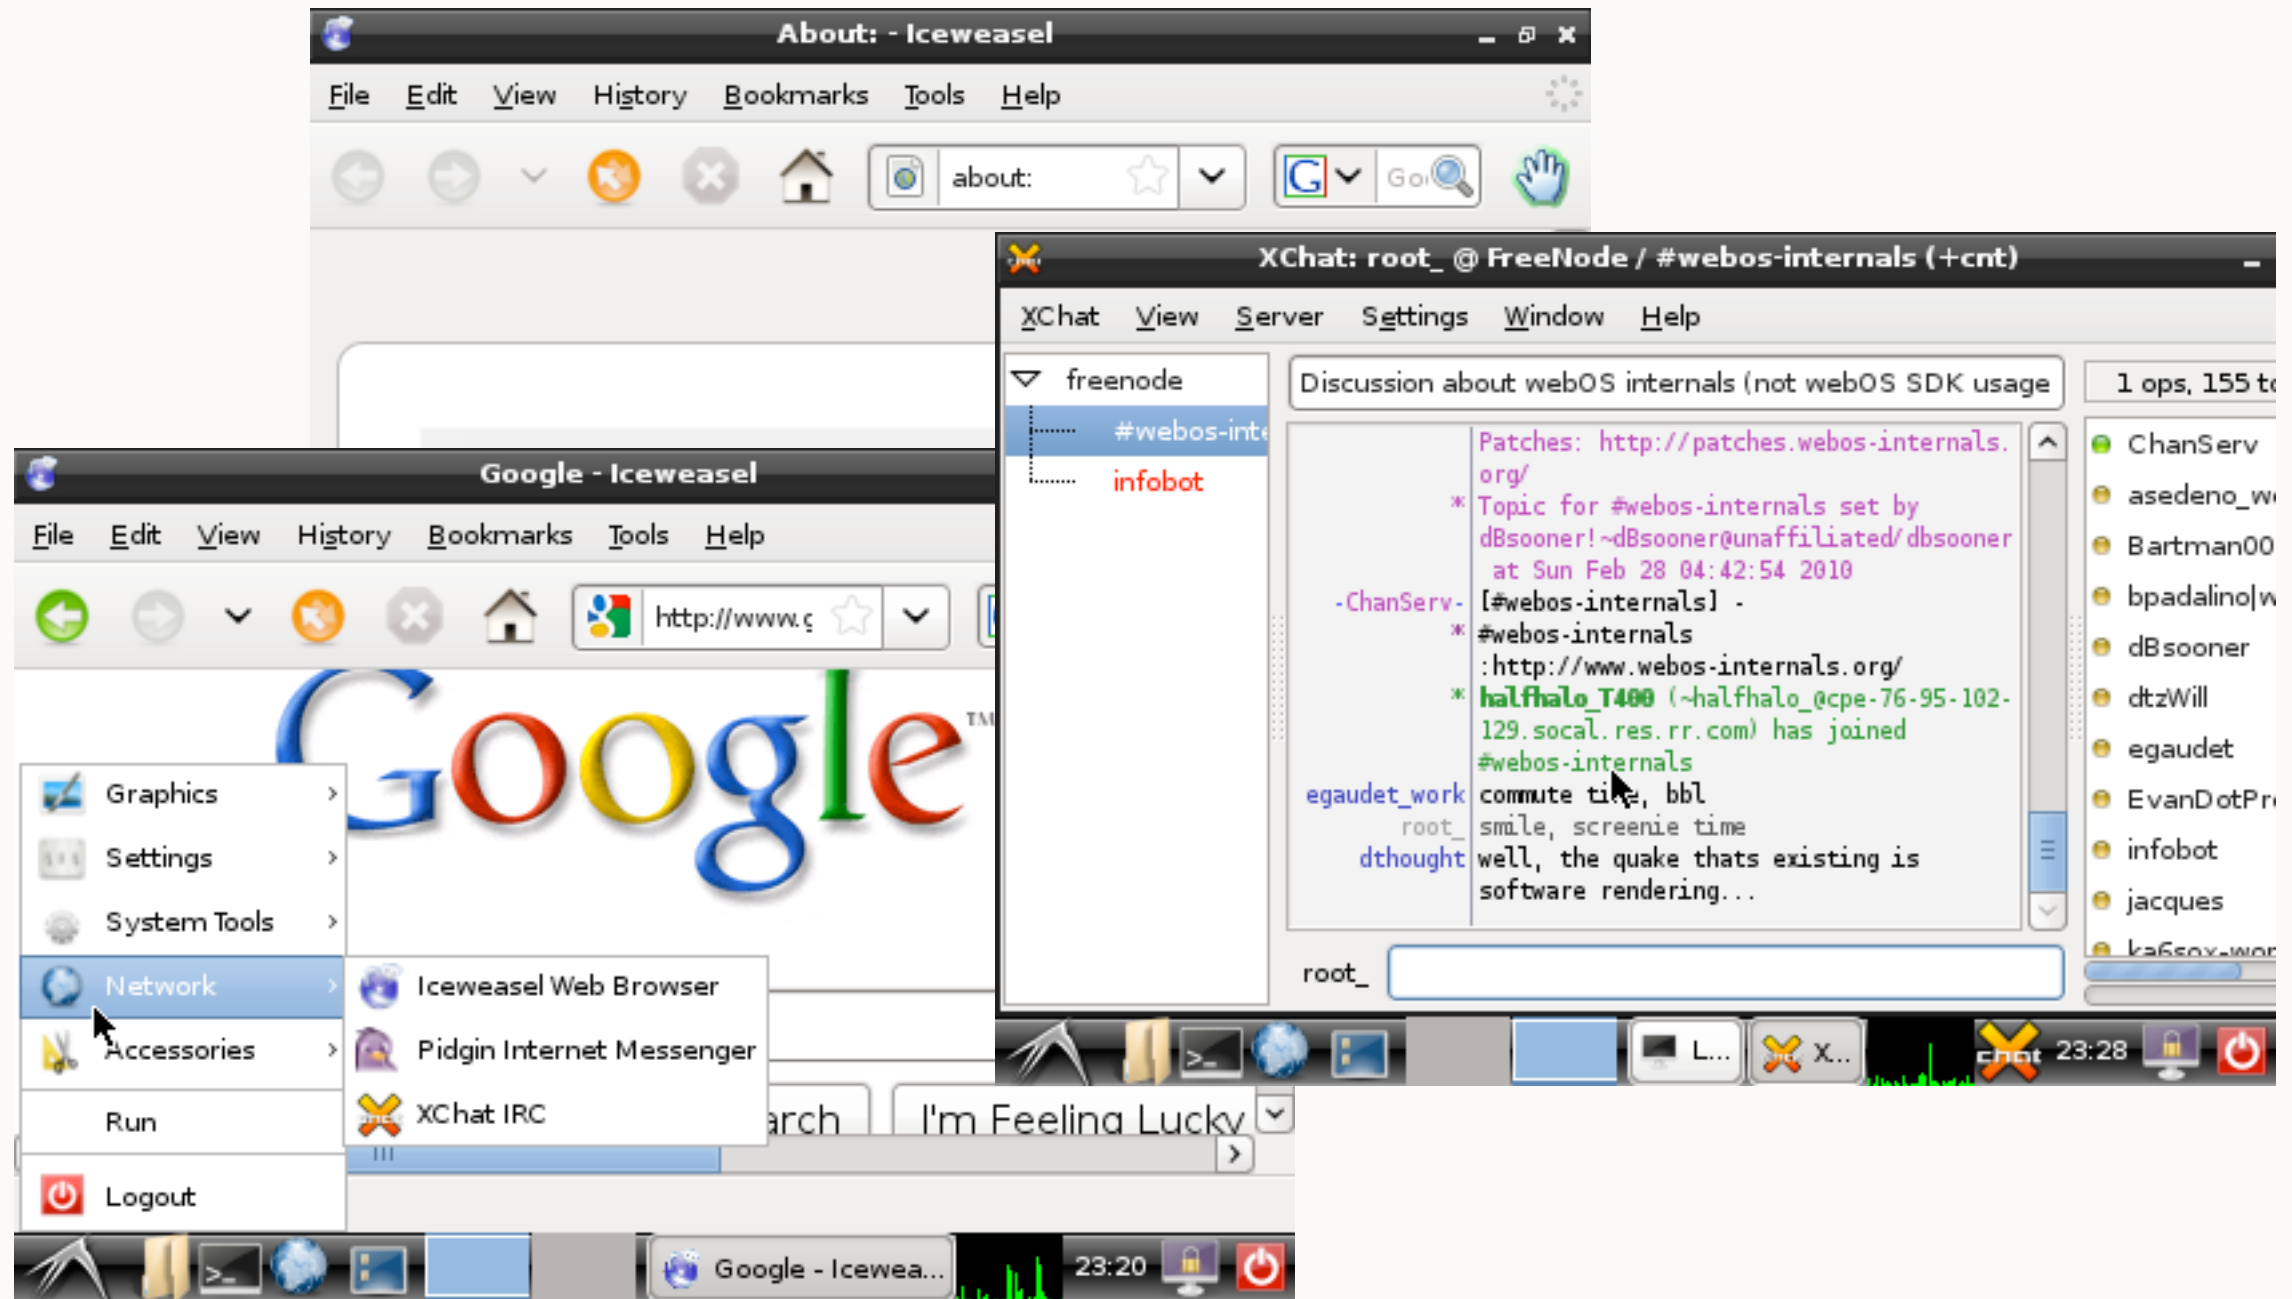 About: - Iceweasel
File Edit View History Bookmarks Tools Help
about:
XChat: root_ @ FreeNode / #webos-internals (+cnt)
XChat View Server Settings Window Help
freenode
#webos-inte
infobot
Discussion about webOS internals (not webOS SDK usage
1 ops, 155 to
Patches: http://patches.webos-internals.
org/
* Topic for #webos-internals set by
dBsooner!~dBsooner@unaffiliated/dbsooner
at Sun Feb 28 04:42:54 2010
-ChanServ- [#webos-internals] -
* #webos-internals
:http://www.webos-internals.org/
* halfhalo_T400 (~halfhalo_@cpe-76-95-102-
129.socal.res.rr.com) has joined
#webos-internals
egaudet_work commute time, bbl
root_ smile, screenie time
dthought well, the quake thats existing is
software rendering...
ChanServ
asedeno_w
Bartman00
bpadalino|w
dBsooner
dtzWill
egaudet
EvanDotPr
infobot
jacques
ka6sox-wor
root_
L... X... chat 23:28
Google - Iceweasel
File Edit View History Bookmarks Tools Help
http://www.g
Google TM
Graphics
Settings
System Tools
Network
Accessories
Run
Logout
Iceweasel Web Browser
Pidgin Internet Messenger
XChat IRC
arch I'm Feeling Lucky
Google - Icewea... 23:20